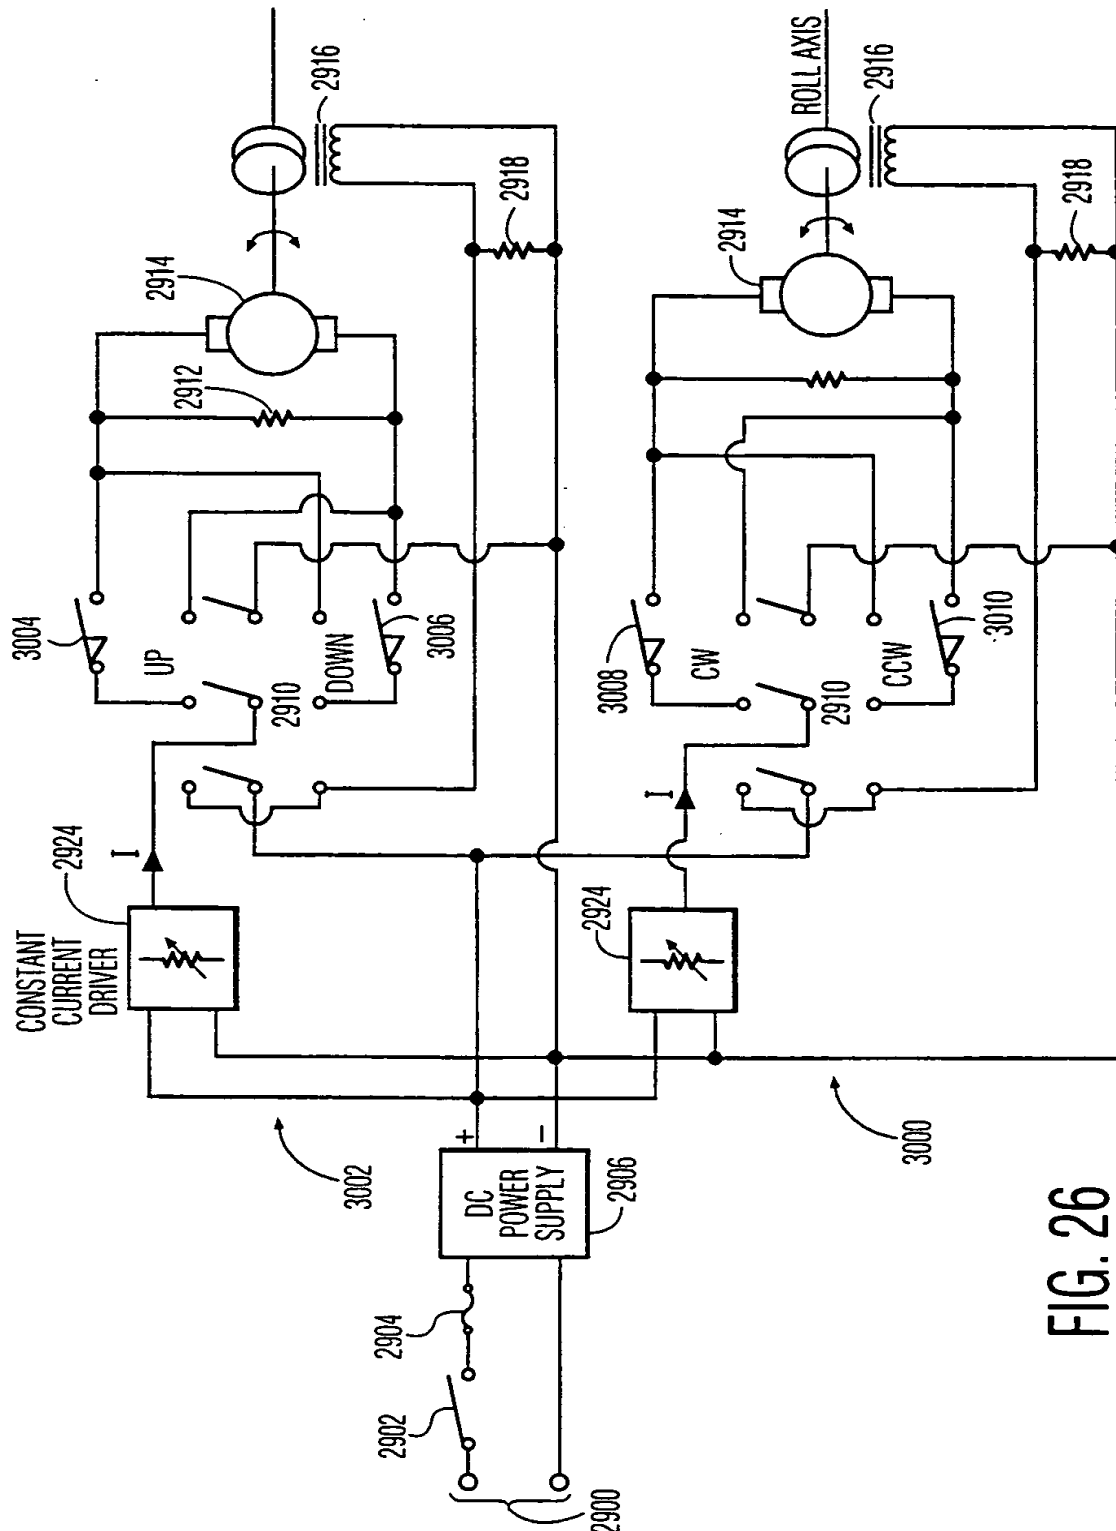 CONSTANT
CURRENT
DRIVER
2924
I
3004
UP
2910
DOWN
3006
2912
2914
2916
2918
3002
DC
POWER
SUPPLY
+
−
2906
2904
2902
2900
2924
I
3008
CW
2910
CCW
3010
2914
ROLL AXIS
2916
2918
3000
FIG. 26